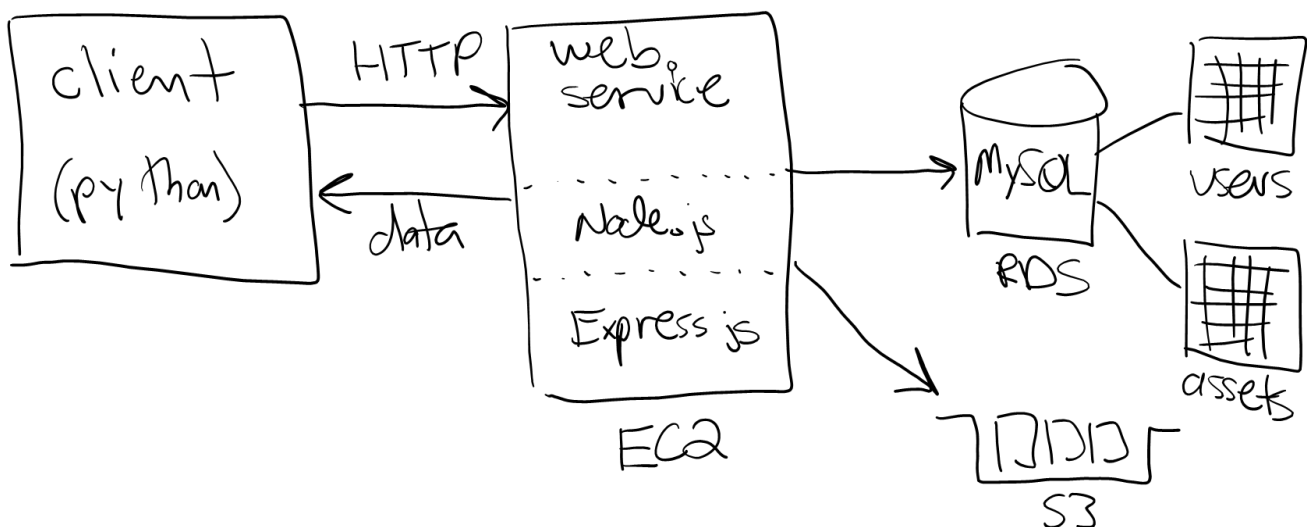 client
(python)
HTTP
data
web
service
Node.js
Express js
EC2
MySQL
RDS
users
assets
S3